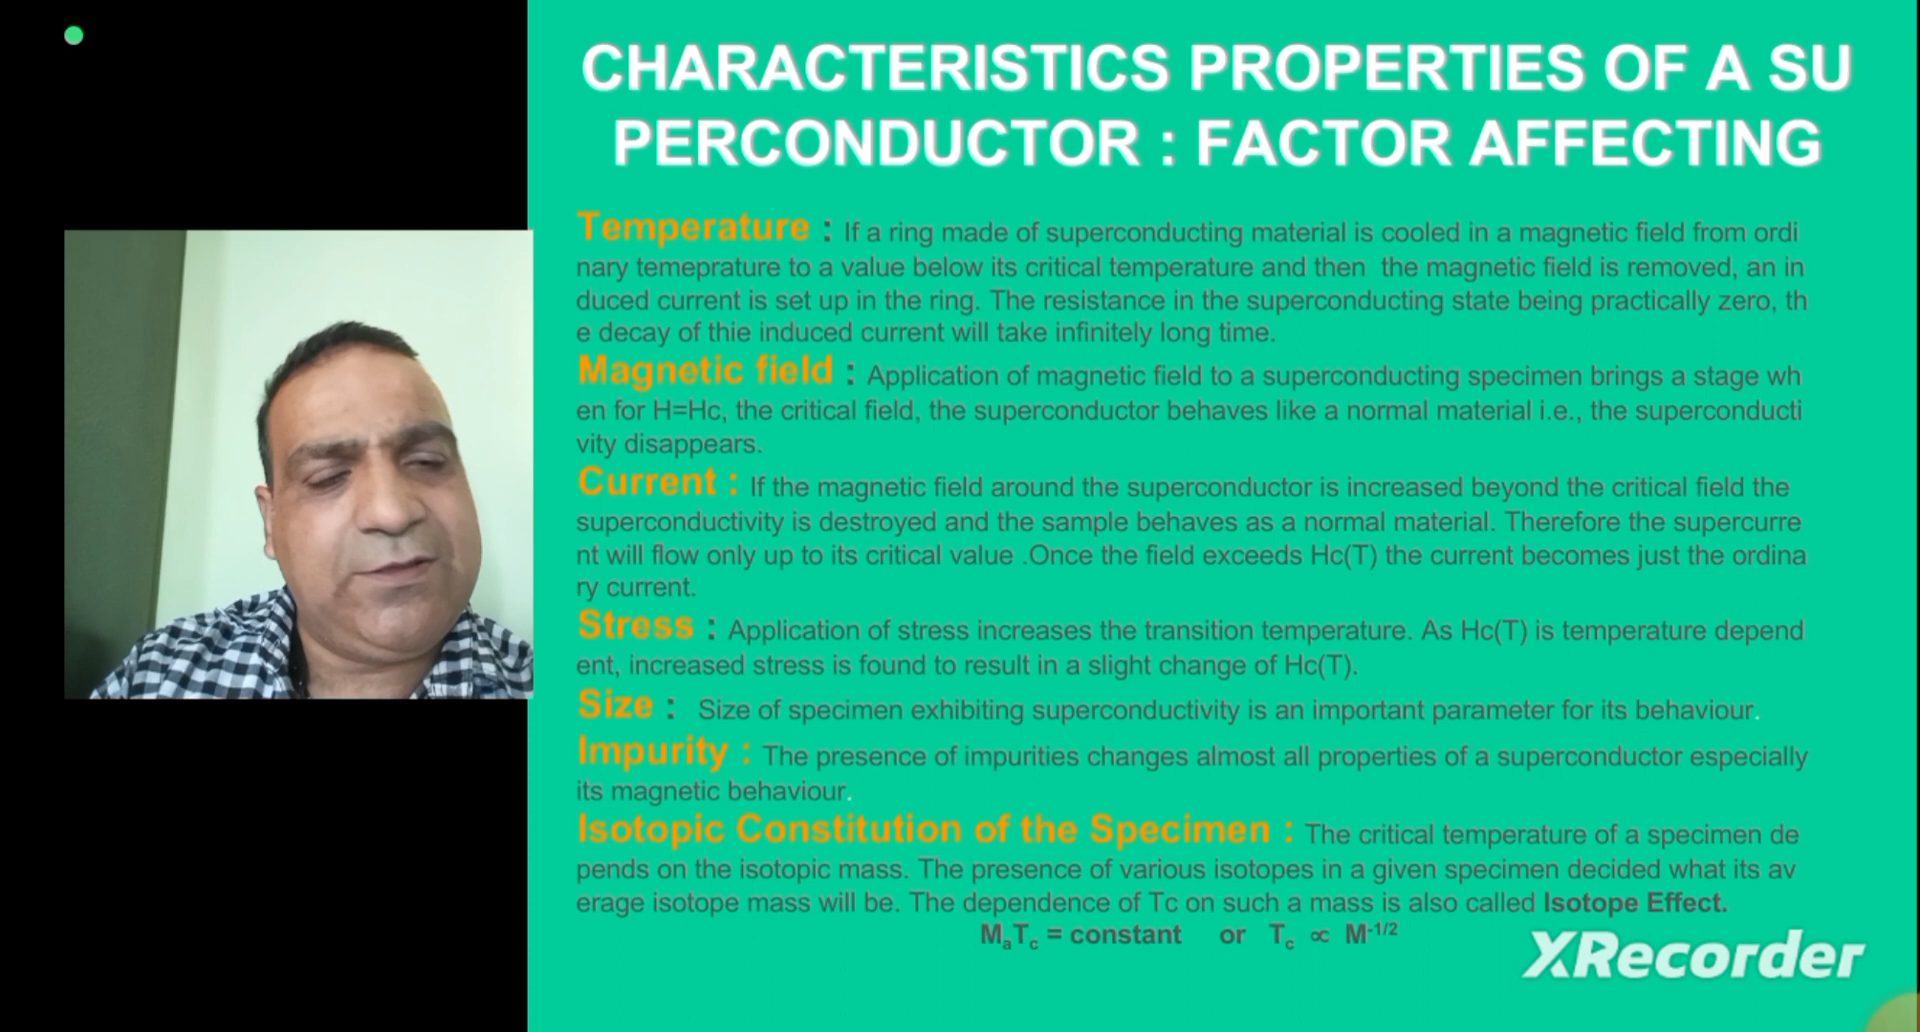 CHARACTERISTICS PROPERTIES OF A SU
PERCONDUCTOR : FACTOR AFFECTING
Temperature : If a ring made of superconducting material is cooled in a magnetic field from ordi
nary temeprature to a value below its critical temperature and then the magnetic field is removed, an in
duced current is set up in the ring. The resistance in the superconducting state being practically zero, th
e decay of thie induced current will take infinitely long time.
Magnetic field : Application of magnetic field to a superconducting specimen brings a stage wh
en for H=Hc, the critical field, the superconductor behaves like a normal material i.e., the superconducti
vity disappears.
Current : If the magnetic field around the superconductor is increased beyond the critical field the
superconductivity is destroyed and the sample behaves as a normal material. Therefore the supercurre
nt will flow only up to its critical value .Once the field exceeds Hc(T) the current becomes just the ordina
ry current.
Stress : Application of stress increases the transition temperature. As Hc(T) is temperature depend
ent, increased stress is found to result in a slight change of Hc(T).
Size : Size of specimen exhibiting superconductivity is an important parameter for its behaviour.
Impurity : The presence of impurities changes almost all properties of a superconductor especially
its magnetic behaviour.
Isotopic Constitution of the Specimen : The critical temperature of a specimen de
pends on the isotopic mass. The presence of various isotopes in a given specimen decided what its av
erage isotope mass will be. The dependence of Tc on such a mass is also called Isotope Effect.
MₐT꜀ = constant or T꜀ ∝ M⁻¹/²
XRecorder